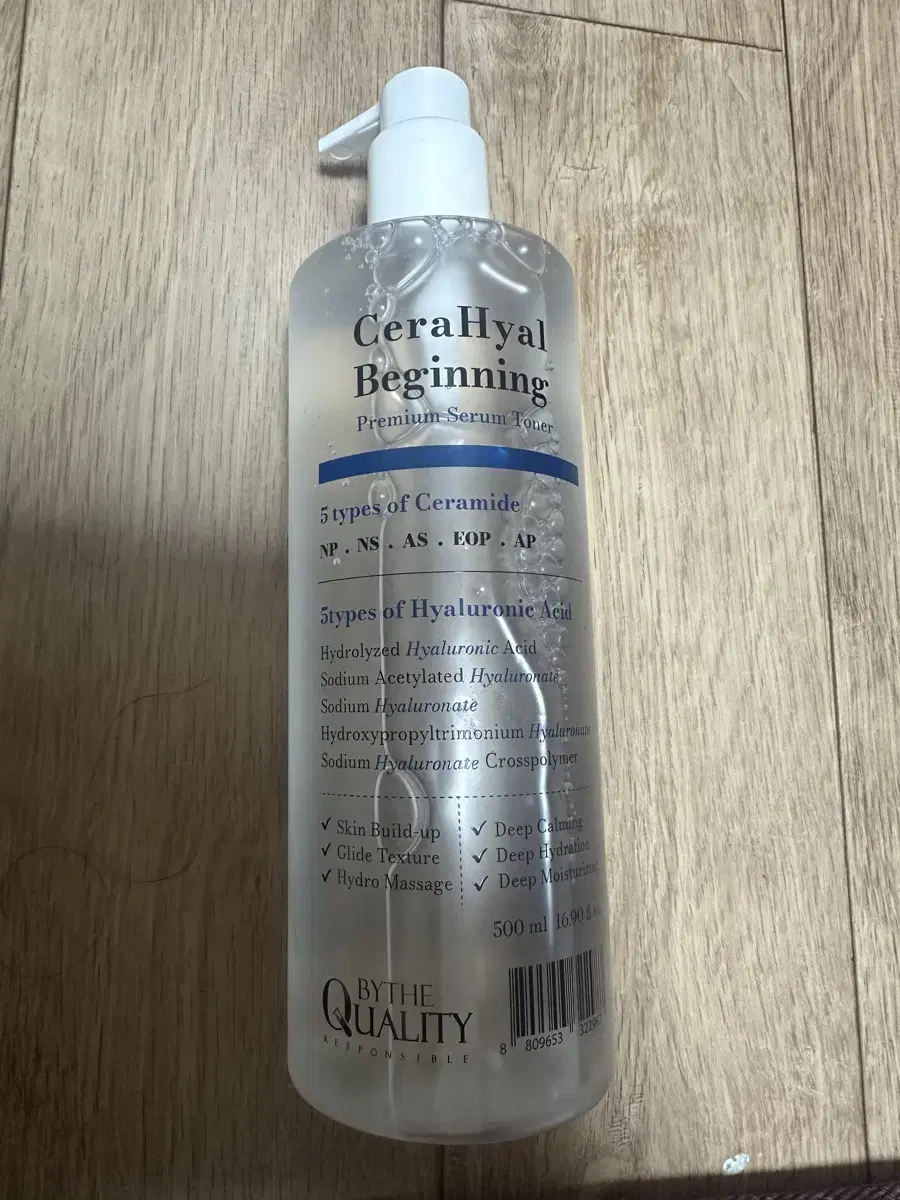 CeraHyal
Beginning
Premium Serum Toner
5 types of Ceramide
NP . NS . AS . EOP . AP
5types of Hyaluronic Acid
Hydrolyzed Hyaluronic Acid
Sodium Acetylated Hyaluronate
Sodium Hyaluronate
Hydroxypropyltrimonium Hyaluronate
Sodium Hyaluronate Crosspolymer
✓ Skin Build-up
✓ Glide Texture
✓ Hydro Massage
✓ Deep Calming
✓ Deep Hydration
✓ Deep
500 ml 16.90
BYTHE
QUALITY
RESPONSIBLE
8 809653